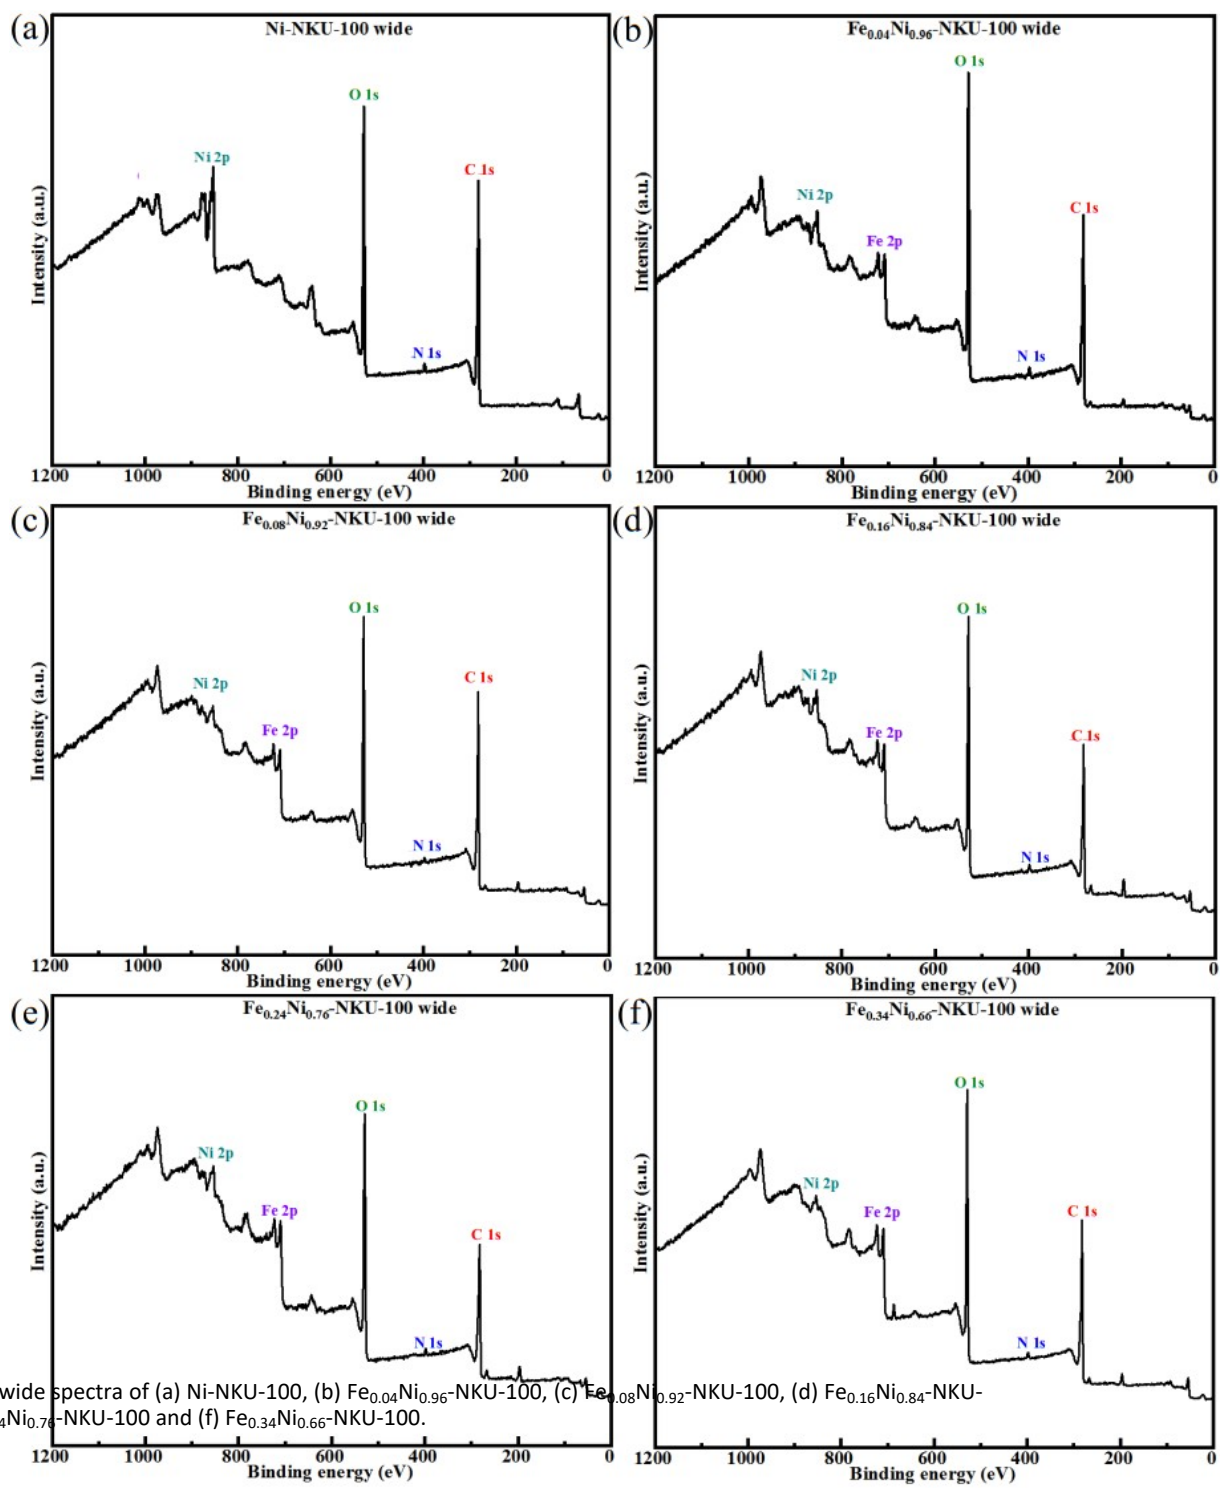 (a)
Ni-NKU-100 wide
O 1s
Ni 2p
C 1s
N 1s
Intensity (a.u.)
1200 1000 800 600 400 200 0
Binding energy (eV)
(b)
Fe0.04Ni0.96-NKU-100 wide
O 1s
Ni 2p
C 1s
Fe 2p
N 1s
Intensity (a.u.)
1200 1000 800 600 400 200 0
Binding energy (eV)
(c)
Fe0.08Ni0.92-NKU-100 wide
O 1s
C 1s
Ni 2p
Fe 2p
N 1s
Intensity (a.u.)
1200 1000 800 600 400 200 0
Binding energy (eV)
(d)
Fe0.16Ni0.84-NKU-100 wide
O 1s
Ni 2p
Fe 2p
C 1s
N 1s
Intensity (a.u.)
1200 1000 800 600 400 200 0
Binding energy (eV)
(e)
Fe0.24Ni0.76-NKU-100 wide
O 1s
Ni 2p
Fe 2p
C 1s
N 1s
Intensity (a.u.)
1200 1000 800 600 400 200 0
Binding energy (eV)
(f)
Fe0.34Ni0.66-NKU-100 wide
O 1s
Ni 2p
Fe 2p
C 1s
N 1s
Intensity (a.u.)
1200 1000 800 600 400 200 0
Binding energy (eV)
wide spectra of (a) Ni-NKU-100, (b) Fe0.04Ni0.96-NKU-100, (c) Fe0.08Ni0.92-NKU-100, (d) Fe0.16Ni0.84-NKU-
4Ni0.76-NKU-100 and (f) Fe0.34Ni0.66-NKU-100.